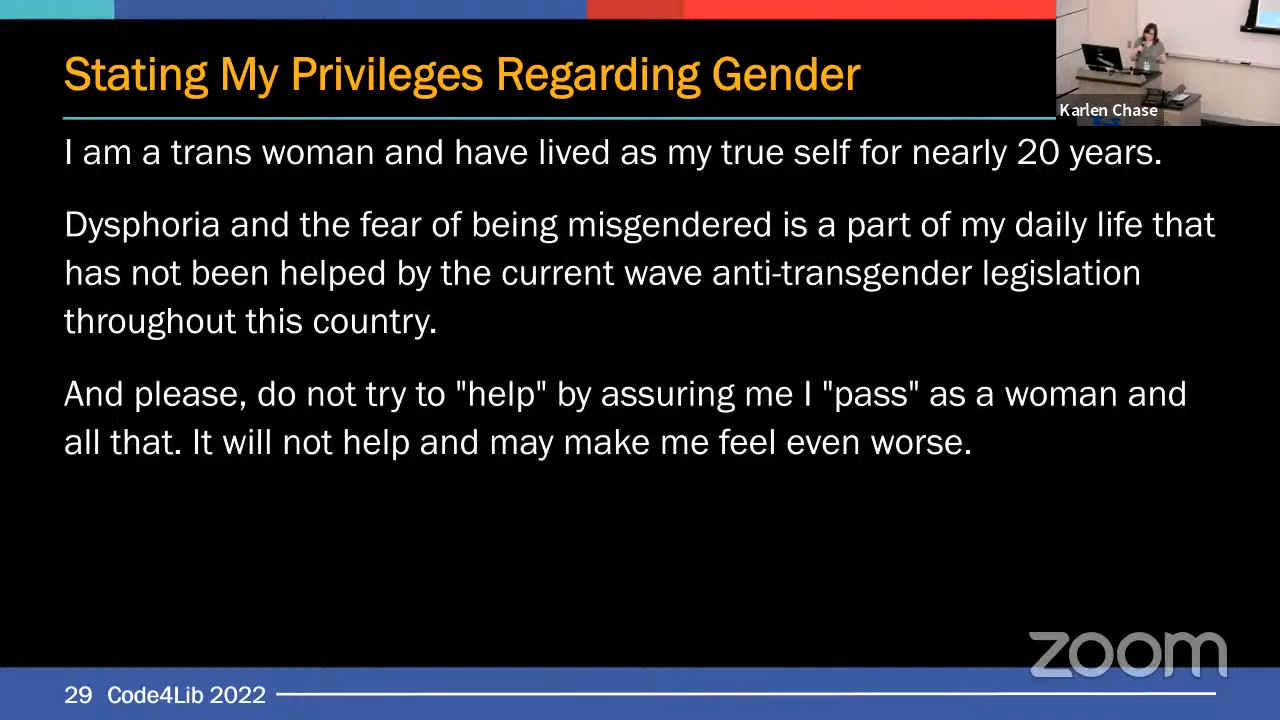 Stating My Privileges Regarding Gender
Karlen Chase
I am a trans woman and have lived as my true self for nearly 20 years.
Dysphoria and the fear of being misgendered is a part of my daily life that
has not been helped by the current wave anti-transgender legislation
throughout this country.
And please, do not try to "help" by assuring me I "pass" as a woman and
all that. It will not help and may make me feel even worse.
zoom
29 Code4Lib 2022